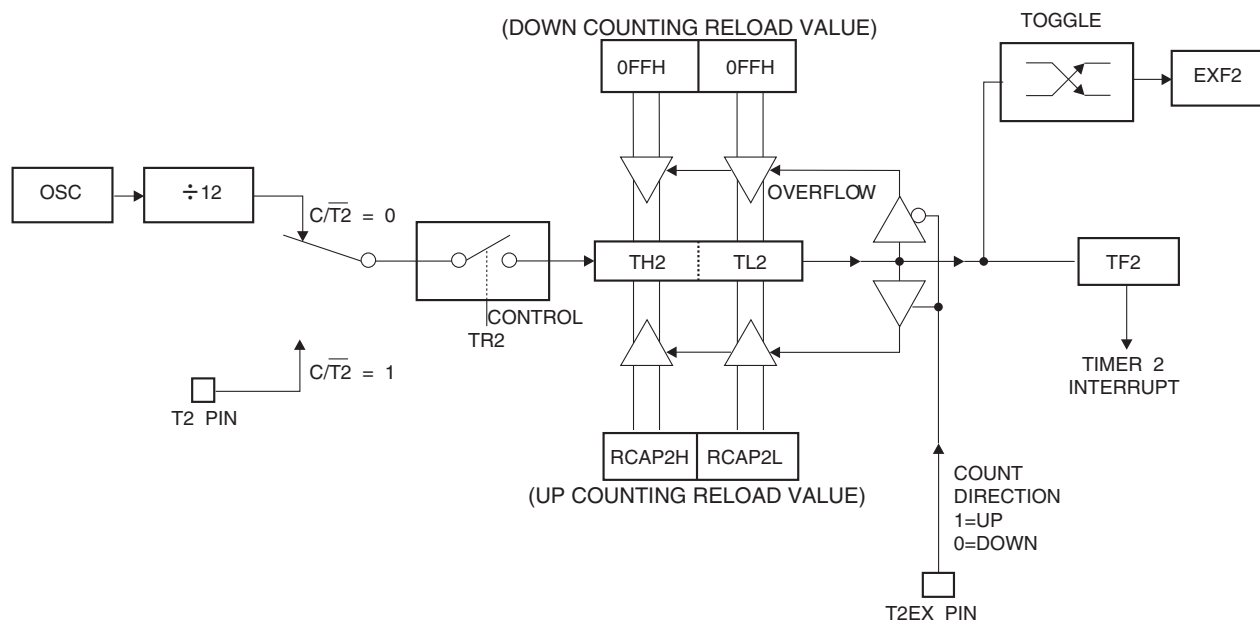 (DOWN COUNTING RELOAD VALUE)
TOGGLE
0FFH 0FFH
EXF2
OSC
÷12
OVERFLOW
C/T2̅ = 0
TH2 TL2
TF2
CONTROL
TR2
C/T2̅ = 1
T2 PIN
TIMER 2
INTERRUPT
RCAP2H RCAP2L
(UP COUNTING RELOAD VALUE)
COUNT
DIRECTION
1=UP
0=DOWN
T2EX PIN